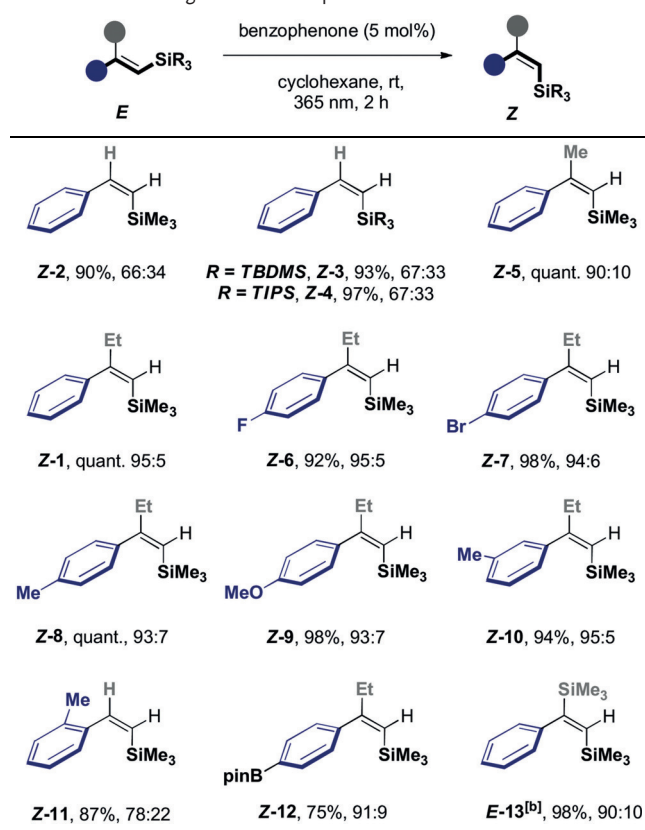 benzophenone (5 mol%)
SiR3
cyclohexane, rt,
365 nm, 2 h
SiR3
E
Z
H
H
SiMe3
Z-2, 90%, 66:34
H
H
SiR3
R = TBDMS, Z-3, 93%, 67:33
R = TIPS, Z-4, 97%, 67:33
Me
H
SiMe3
Z-5, quant. 90:10
Et
H
SiMe3
Z-1, quant. 95:5
Et
H
SiMe3
F
Z-6, 92%, 95:5
Et
H
SiMe3
Br
Z-7, 98%, 94:6
Et
H
SiMe3
Me
Z-8, quant., 93:7
Et
H
SiMe3
MeO
Z-9, 98%, 93:7
Et
H
Me
SiMe3
Z-10, 94%, 95:5
Me
H
H
SiMe3
Z-11, 87%, 78:22
Et
H
SiMe3
pinB
Z-12, 75%, 91:9
SiMe3
H
SiMe3
E-13[b], 98%, 90:10